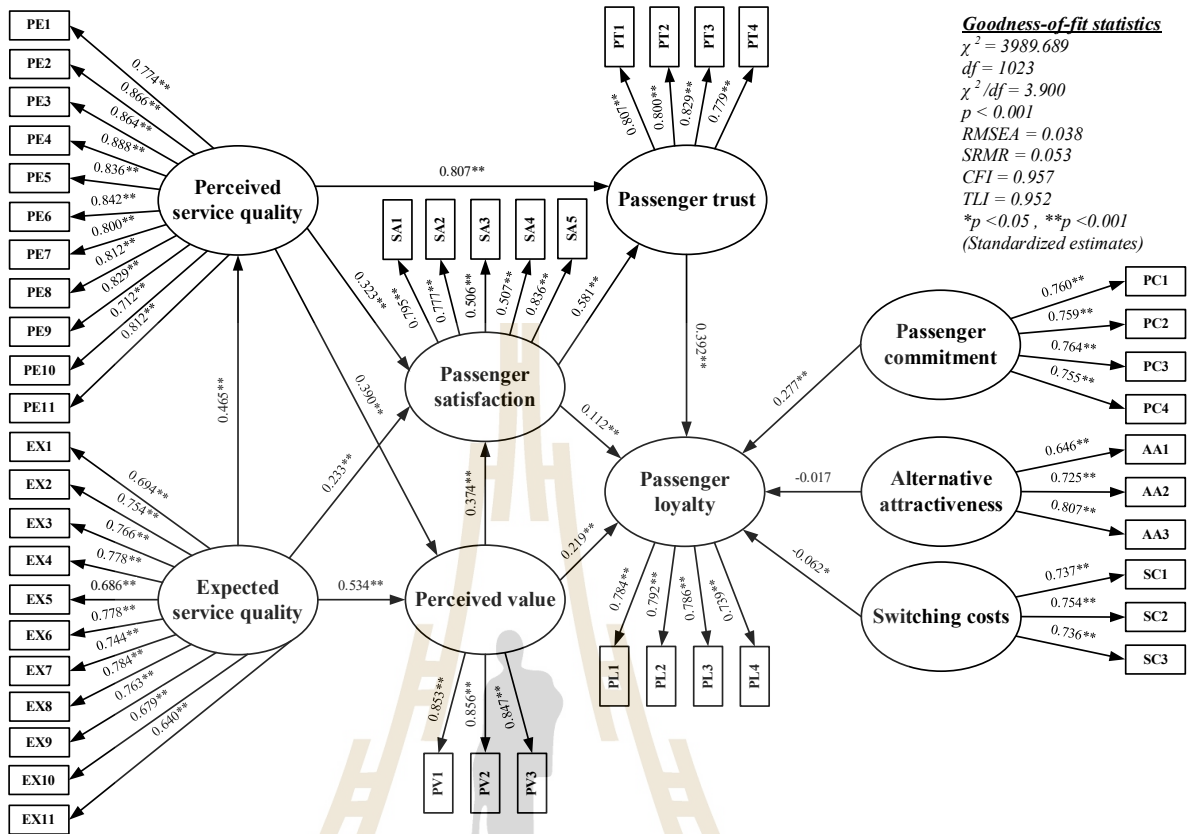 PE1
PE2
PE3
PE4
PE5
PE6
PE7
PE8
PE9
PE10
PE11
0.774**
0.866**
0.864**
0.888**
0.836**
0.842**
0.800**
0.812**
0.829**
0.712**
0.812**
Perceived
service quality
EX1
EX2
EX3
EX4
EX5
EX6
EX7
EX8
EX9
EX10
EX11
0.694**
0.754**
0.766**
0.778**
0.686**
0.778**
0.744**
0.784**
0.763**
0.679**
0.640**
Expected
service quality
0.465**
0.807**
0.323**
0.390**
0.233**
0.534**
SA1
SA2
SA3
SA4
SA5
0.795**
0.777**
0.506**
0.507**
0.836**
Passenger
satisfaction
0.374**
0.581**
0.112**
Perceived value
0.219**
0.853**
0.856**
0.847**
PV1
PV2
PV3
PT1
PT2
PT3
PT4
0.807**
0.800**
0.829**
0.779**
Passenger trust
0.392**
Passenger
loyalty
0.784**
0.792**
0.786**
0.739**
PL1
PL2
PL3
PL4
Goodness-of-fit statistics
χ² = 3989.689
df = 1023
χ²/df = 3.900
p < 0.001
RMSEA = 0.038
SRMR = 0.053
CFI = 0.957
TLI = 0.952
*p <0.05 , **p <0.001
(Standardized estimates)
Passenger
commitment
0.277**
0.760**
0.759**
0.764**
0.755**
PC1
PC2
PC3
PC4
Alternative
attractiveness
-0.017
0.646**
0.725**
0.807**
AA1
AA2
AA3
Switching costs
-0.062*
0.737**
0.754**
0.736**
SC1
SC2
SC3